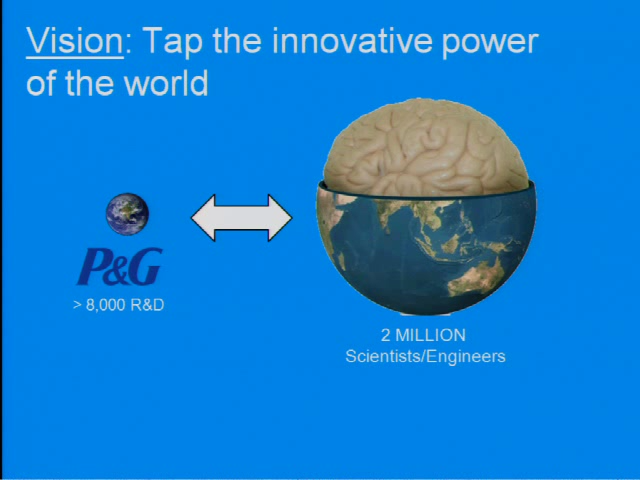 Vision: Tap the innovative power
of the world
P&G
> 8,000 R&D
2 MILLION
Scientists/Engineers